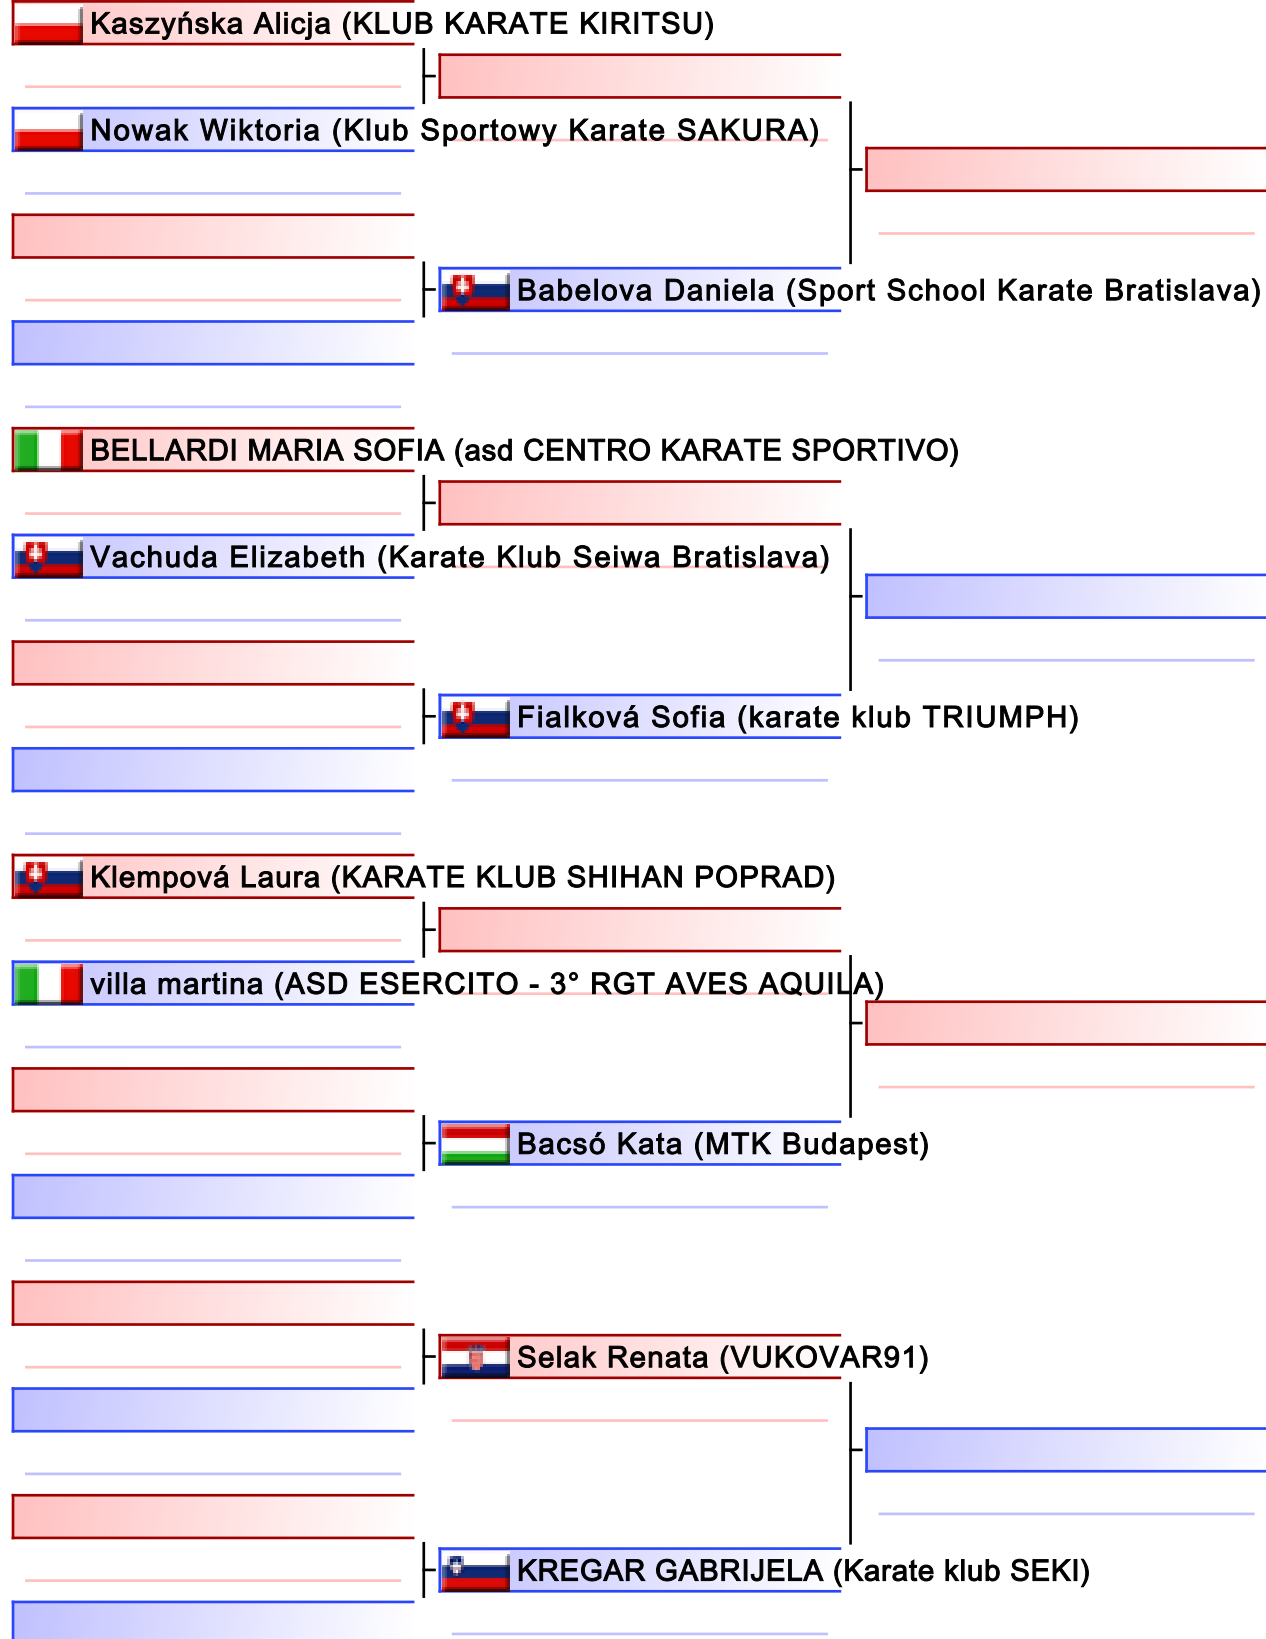 Kaszyńska Alicja (KLUB KARATE KIRITSU)
Nowak Wiktoria (Klub Sportowy Karate SAKURA)
Babelova Daniela (Sport School Karate Bratislava)
BELLARDI MARIA SOFIA (asd CENTRO KARATE SPORTIVO)
Vachuda Elizabeth (Karate Klub Seiwa Bratislava)
Fialková Sofia (karate klub TRIUMPH)
Klempová Laura (KARATE KLUB SHIHAN POPRAD)
villa martina (ASD ESERCITO - 3° RGT AVES AQUILA)
Bacsó Kata (MTK Budapest)
Selak Renata (VUKOVAR91)
KREGAR GABRIJELA (Karate klub SEKI)